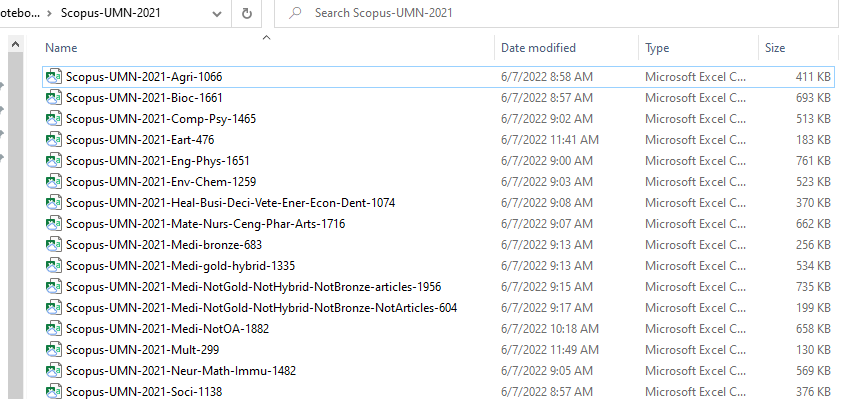 oteboo... Scopus-UMN-2021 Search Scopus-UMN-2021
Name Date modified Type Size
Scopus-UMN-2021-Agri-1066 6/7/2022 8:58 AM Microsoft Excel C... 411 KB
Scopus-UMN-2021-Bioc-1661 6/7/2022 8:57 AM Microsoft Excel C... 693 KB
Scopus-UMN-2021-Comp-Psy-1465 6/7/2022 9:02 AM Microsoft Excel C... 513 KB
Scopus-UMN-2021-Eart-476 6/7/2022 11:41 AM Microsoft Excel C... 183 KB
Scopus-UMN-2021-Eng-Phys-1651 6/7/2022 9:00 AM Microsoft Excel C... 761 KB
Scopus-UMN-2021-Env-Chem-1259 6/7/2022 9:03 AM Microsoft Excel C... 523 KB
Scopus-UMN-2021-Heal-Busi-Deci-Vete-Ener-Econ-Dent-1074 6/7/2022 9:08 AM Microsoft Excel C... 370 KB
Scopus-UMN-2021-Mate-Nurs-Ceng-Phar-Arts-1716 6/7/2022 9:07 AM Microsoft Excel C... 662 KB
Scopus-UMN-2021-Medi-bronze-683 6/7/2022 9:13 AM Microsoft Excel C... 256 KB
Scopus-UMN-2021-Medi-gold-hybrid-1335 6/7/2022 9:13 AM Microsoft Excel C... 534 KB
Scopus-UMN-2021-Medi-NotGold-NotHybrid-NotBronze-articles-1956 6/7/2022 9:15 AM Microsoft Excel C... 735 KB
Scopus-UMN-2021-Medi-NotGold-NotHybrid-NotBronze-NotArticles-604 6/7/2022 9:17 AM Microsoft Excel C... 199 KB
Scopus-UMN-2021-Medi-NotOA-1882 6/7/2022 10:18 AM Microsoft Excel C... 658 KB
Scopus-UMN-2021-Mult-299 6/7/2022 11:49 AM Microsoft Excel C... 130 KB
Scopus-UMN-2021-Neur-Math-Immu-1482 6/7/2022 9:05 AM Microsoft Excel C... 569 KB
Scopus-UMN-2021-Soci-1138 6/7/2022 8:57 AM Microsoft Excel C... 376 KB